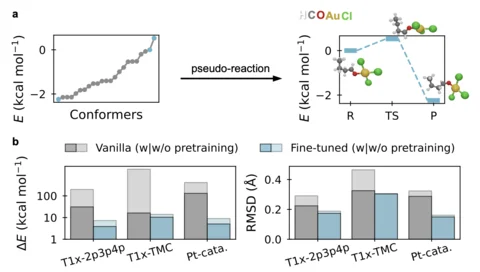 a
HCOAuCl
E (kcal mol⁻¹)
0
−2
Conformers
pseudo-reaction
E (kcal mol⁻¹)
0
−2
R TS P
b
Vanilla (w|w/o pretraining)
Fine-tuned (w|w/o pretraining)
ΔE (kcal mol⁻¹)
100
10
1
T1x-2p3p4p
T1x-TMC
Pt-cata.
RMSD (Å)
0.4
0.2
0.0
T1x-2p3p4p
T1x-TMC
Pt-cata.